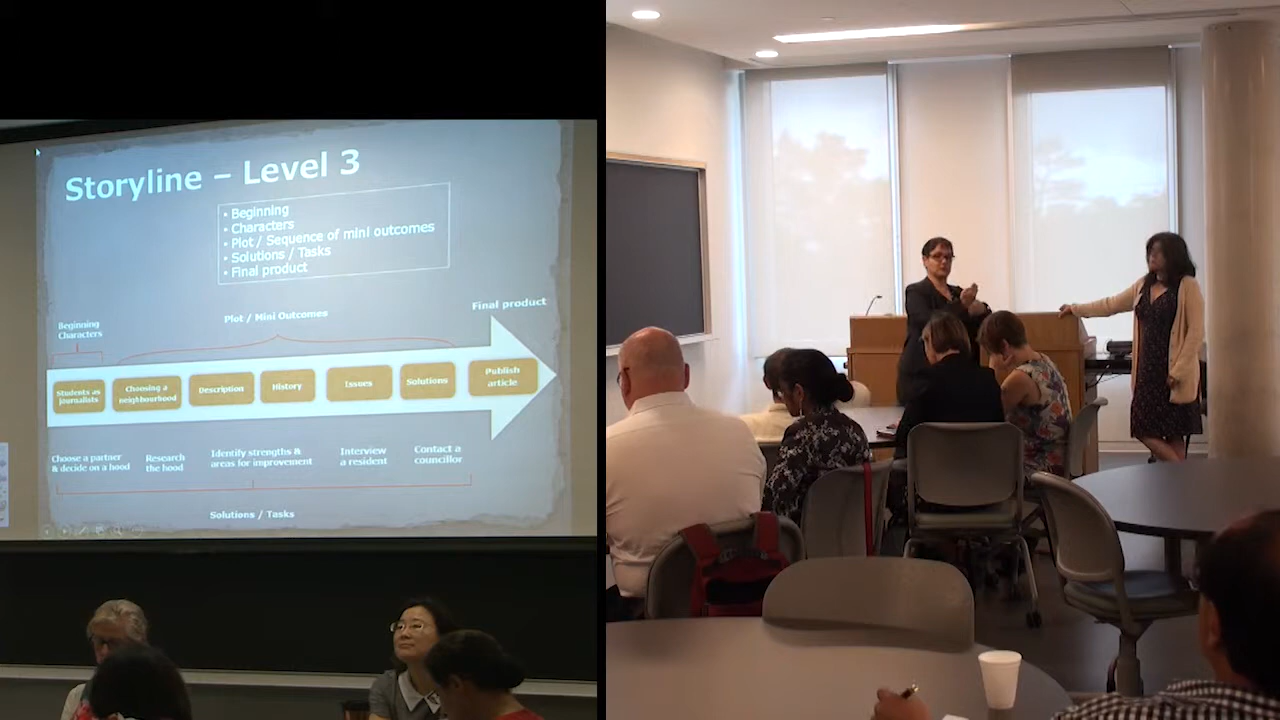 Storyline – Level 3
• Beginning
• Characters
• Plot / Sequence of mini outcomes
• Solutions / Tasks
• Final product
Final product
Plot / Mini Outcomes
Beginning
Characters
Students as
journalists
Choosing a
neighbourhood
Description
History
Issues
Solutions
Publish
article
Choose a partner
& decide on a hood
Research
the hood
Identify strengths &
areas for improvement
Interview
a resident
Contact a
councillor
Solutions / Tasks